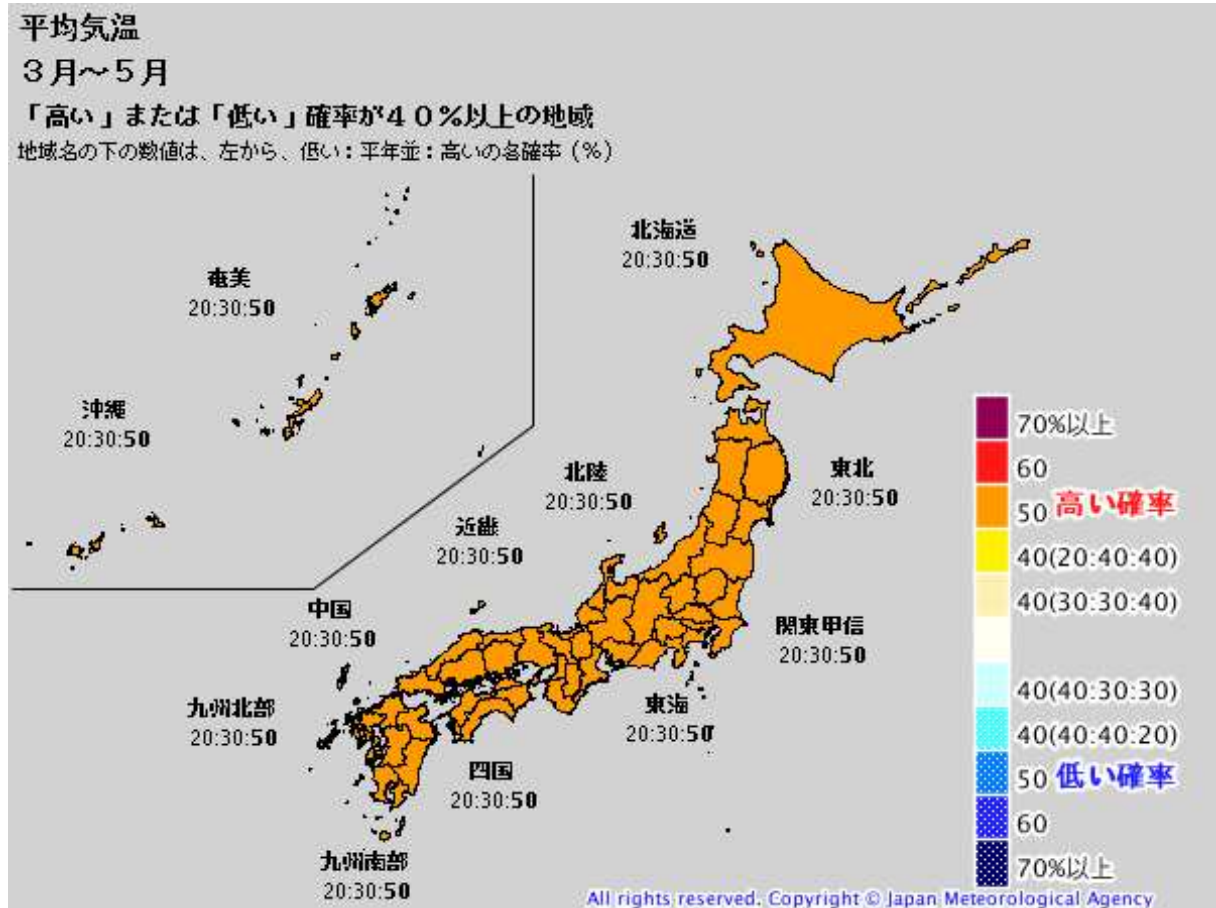 平均気温
３月～５月
「高い」または「低い」確率が４０％以上の地域
地域名の下の数値は、左から、低い：平年並：高いの各確率（％）
北海道
20:30:50
奄美
20:30:50
沖縄
20:30:50
北陸
20:30:50
東北
20:30:50
近畿
20:30:50
中国
20:30:50
関東甲信
20:30:50
九州北部
20:30:50
東海
20:30:50
四国
20:30:50
九州南部
20:30:50
70%以上
60
50 高い確率
40(20:40:40)
40(30:30:40)
40(40:30:30)
40(40:40:20)
50 低い確率
60
70%以上
All rights reserved. Copyright © Japan Meteorological Agency